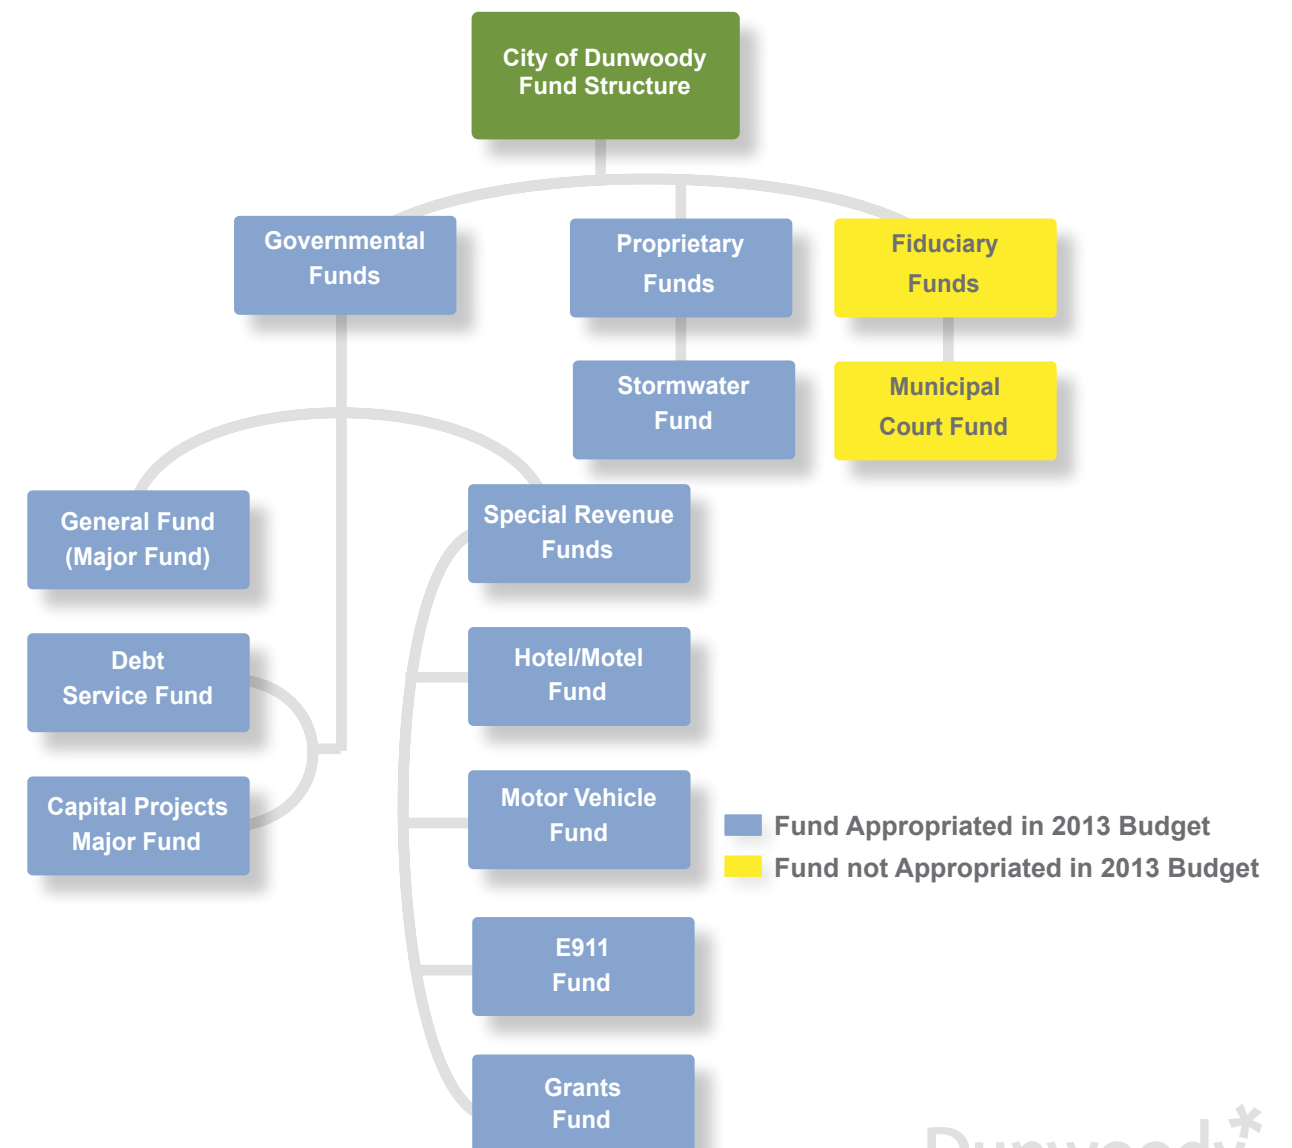 City of Dunwoody
Fund Structure
Governmental
Funds
Proprietary
Funds
Fiduciary
Funds
Stormwater
Fund
Municipal
Court Fund
General Fund
(Major Fund)
Special Revenue
Funds
Debt
Service Fund
Hotel/Motel
Fund
Capital Projects
Major Fund
Motor Vehicle
Fund
Fund Appropriated in 2013 Budget
Fund not Appropriated in 2013 Budget
E911
Fund
Grants
Fund
Dunwoody*